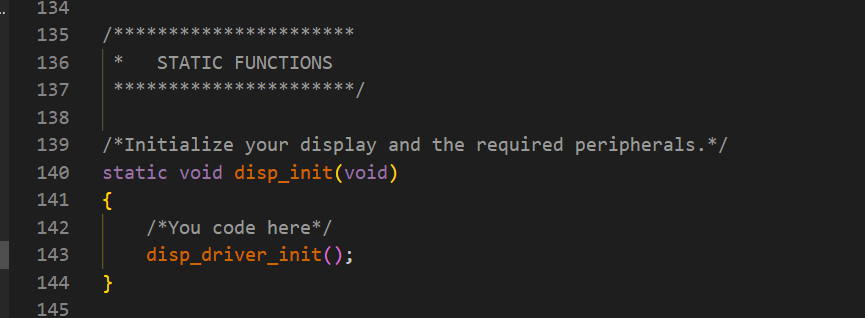 134
135 /**********************
136 * STATIC FUNCTIONS
137 **********************/
138
139 /*Initialize your display and the required peripherals.*/
140 static void disp_init(void)
141 {
142 /*You code here*/
143 disp_driver_init();
144 }
145